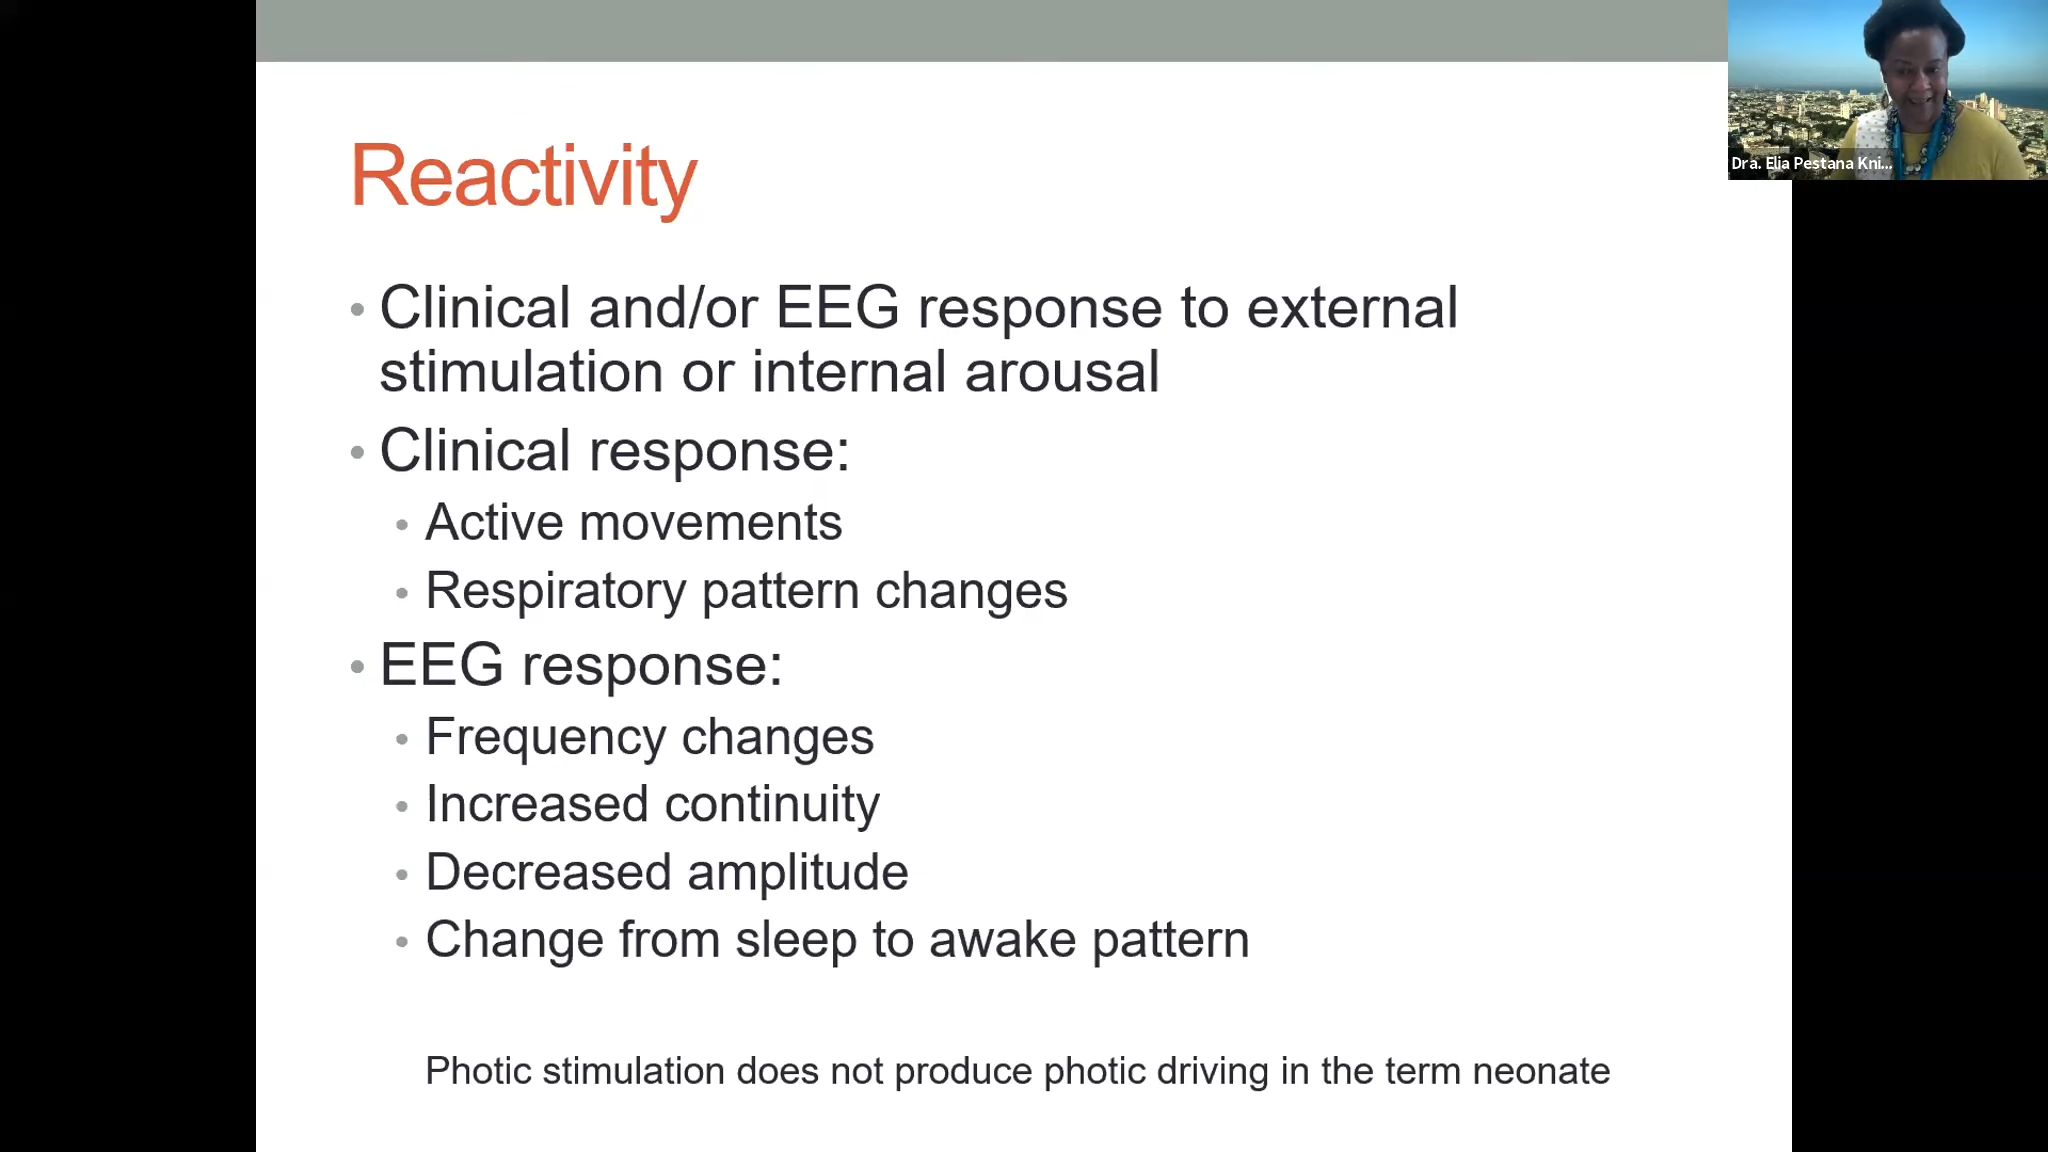 Reactivity
• Clinical and/or EEG response to external
stimulation or internal arousal
• Clinical response:
• Active movements
• Respiratory pattern changes
• EEG response:
• Frequency changes
• Increased continuity
• Decreased amplitude
• Change from sleep to awake pattern
Photic stimulation does not produce photic driving in the term neonate
Dra. Elia Pestana Kni...